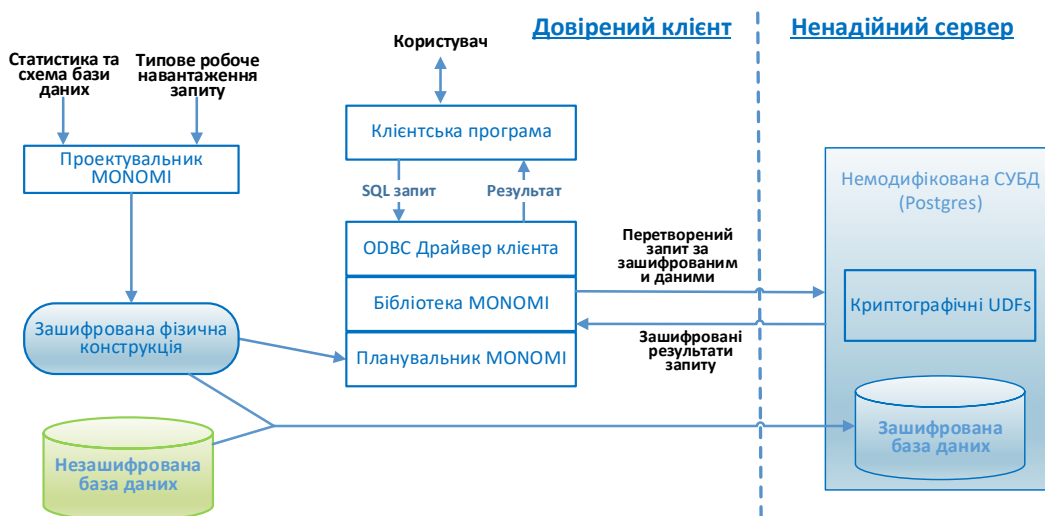 Довірений клієнт
Ненадійний сервер
Статистика та
схема бази
даних
Типове робоче
навантаження
запиту
Користувач
Проектувальник
MONOMI
Клієнтська програма
SQL запит
Результат
ODBC Драйвер клієнта
Бібліотека MONOMI
Планувальник MONOMI
Зашифрована фізична
конструкція
Незашифрована
база даних
Перетворений
запит за
зашифрованим
и даними
Зашифровані
результати
запиту
Немодифікована СУБД
(Postgres)
Криптографічні UDFs
Зашифрована
база даних